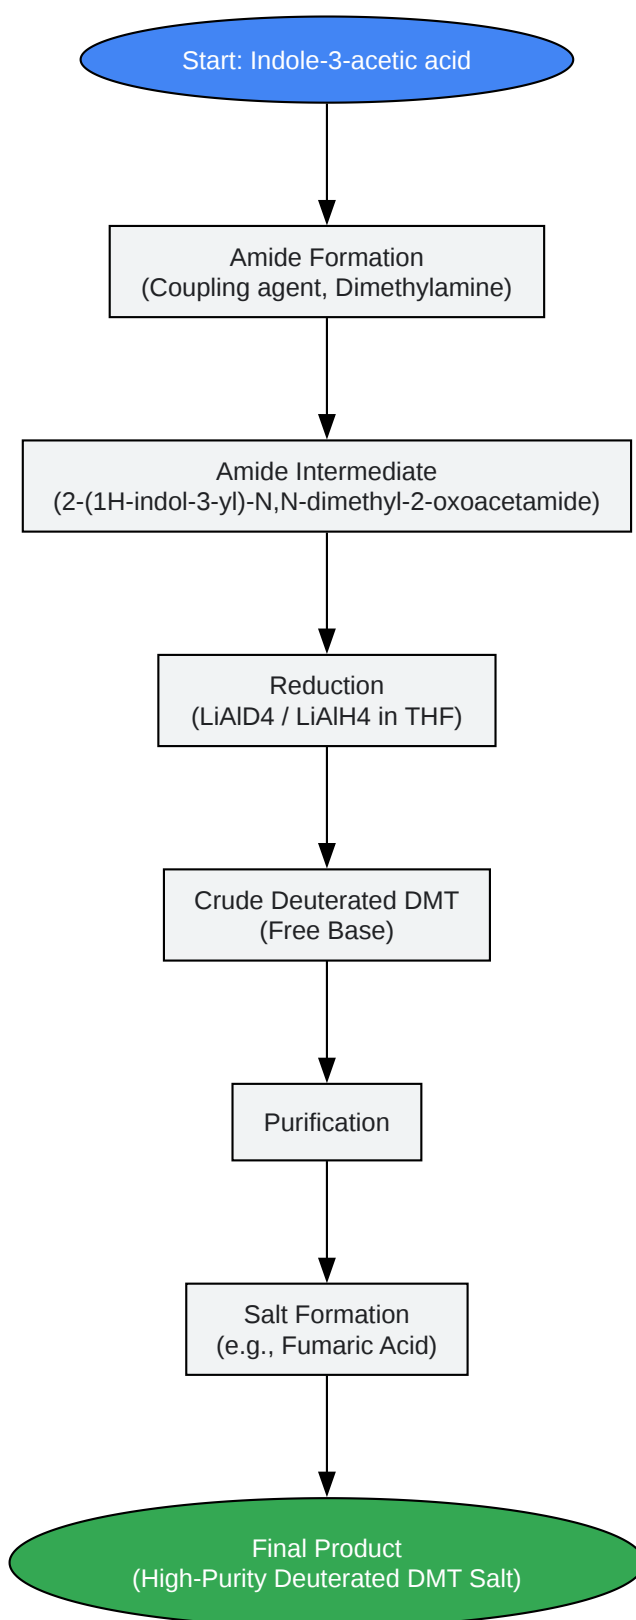 Start: Indole-3-acetic acid
Amide Formation
(Coupling agent, Dimethylamine)
Amide Intermediate
(2-(1H-indol-3-yl)-N,N-dimethyl-2-oxoacetamide)
Reduction
(LiAlD4 / LiAlH4 in THF)
Crude Deuterated DMT
(Free Base)
Purification
Salt Formation
(e.g., Fumaric Acid)
Final Product
(High-Purity Deuterated DMT Salt)